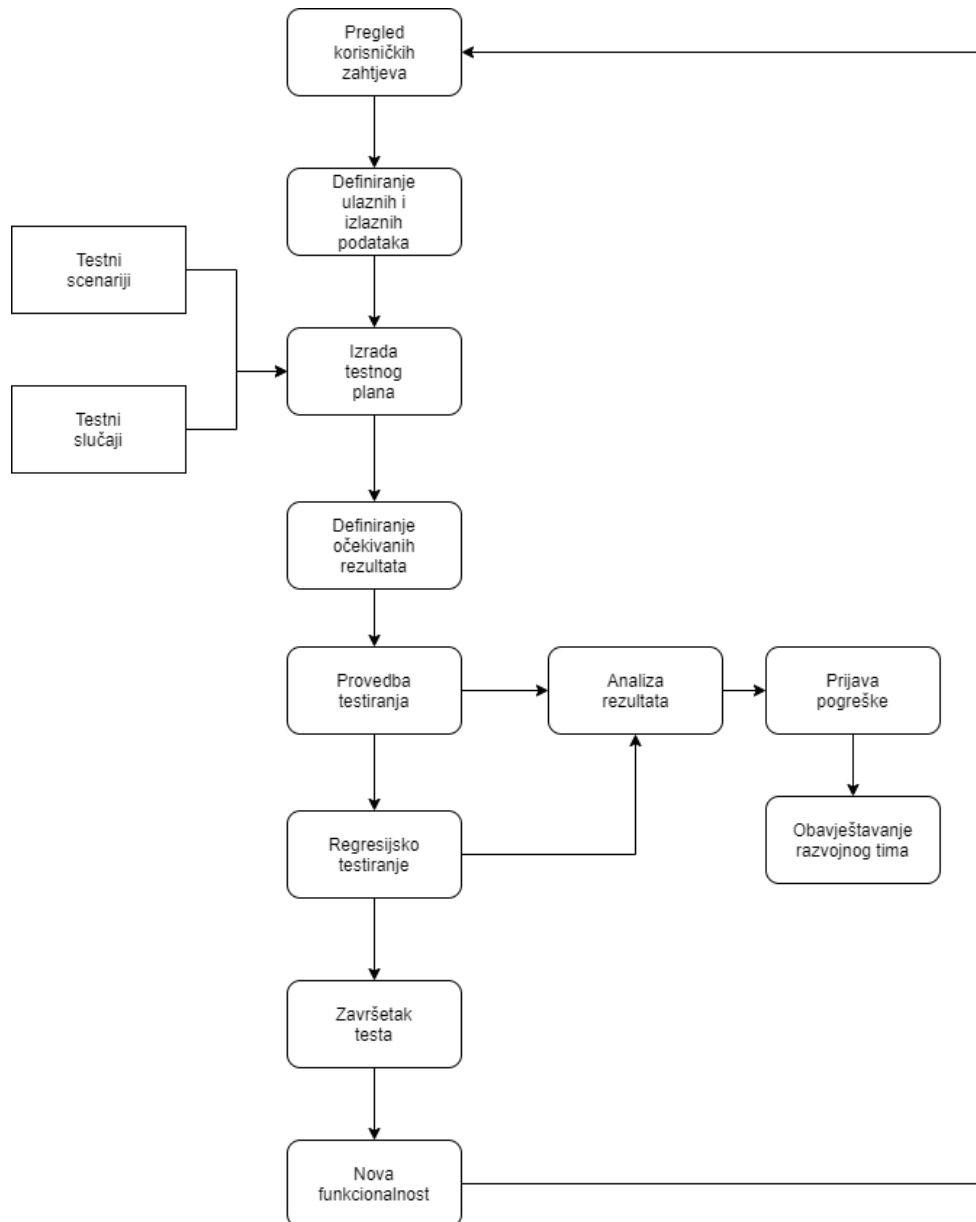 Pregled
korisničkih
zahtjeva
Definiranje
ulaznih i
izlaznih
podataka
Testni
scenariji
Izrada
testnog
plana
Testni
slučaji
Definiranje
očekivanih
rezultata
Provedba
testiranja
Analiza
rezultata
Prijava
pogreške
Regresijsko
testiranje
Obavještavanje
razvojnog tima
Završetak
testa
Nova
funkcionalnost